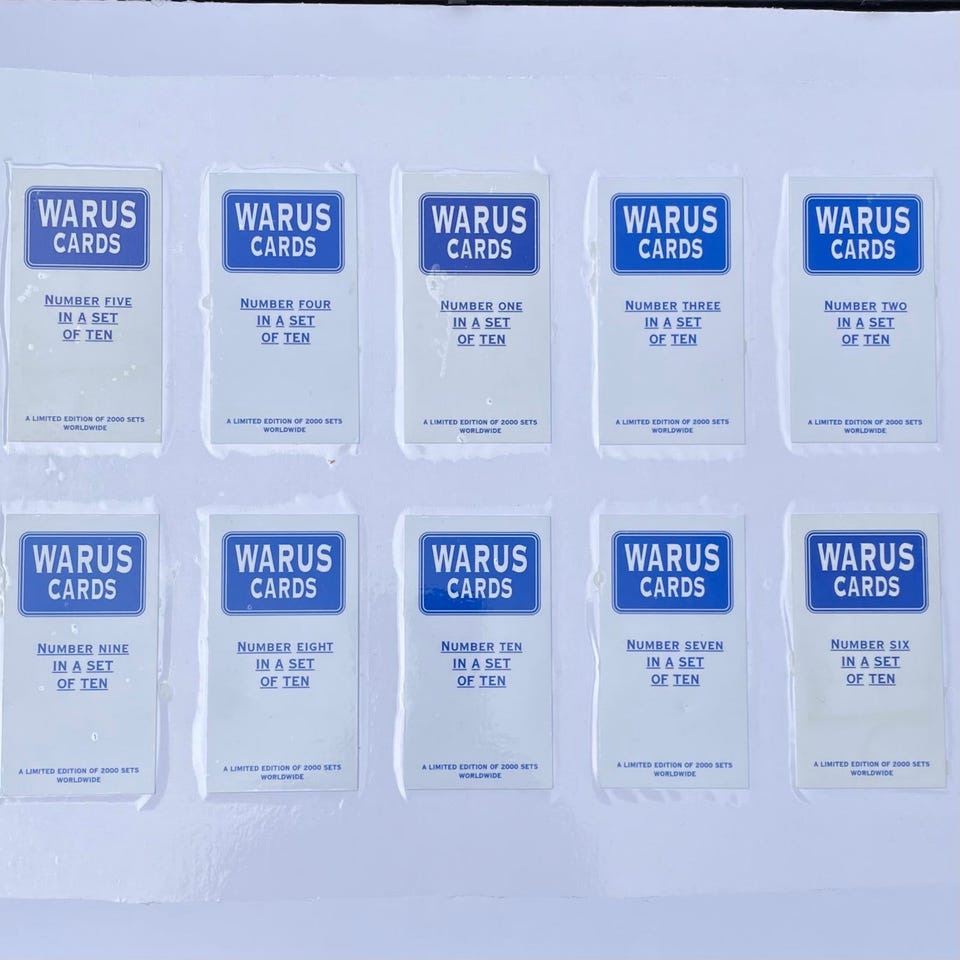 WARUS
CARDS
NUMBER FIVE
IN A SET
OF TEN
A LIMITED EDITION OF 2000 SETS
WORLDWIDE
WARUS
CARDS
NUMBER FOUR
IN A SET
OF TEN
A LIMITED EDITION OF 2000 SETS
WORLDWIDE
WARUS
CARDS
NUMBER ONE
IN A SET
OF TEN
A LIMITED EDITION OF 2000 SETS
WORLDWIDE
WARUS
CARDS
NUMBER THREE
IN A SET
OF TEN
A LIMITED EDITION OF 2000 SETS
WORLDWIDE
WARUS
CARDS
NUMBER TWO
IN A SET
OF TEN
A LIMITED EDITION OF 2000 SETS
WORLDWIDE
WARUS
CARDS
NUMBER NINE
IN A SET
OF TEN
A LIMITED EDITION OF 2000 SETS
WORLDWIDE
WARUS
CARDS
NUMBER EIGHT
IN A SET
OF TEN
A LIMITED EDITION OF 2000 SETS
WORLDWIDE
WARUS
CARDS
NUMBER TEN
IN A SET
OF TEN
A LIMITED EDITION OF 2000 SETS
WORLDWIDE
WARUS
CARDS
NUMBER SEVEN
IN A SET
OF TEN
A LIMITED EDITION OF 2000 SETS
WORLDWIDE
WARUS
CARDS
NUMBER SIX
IN A SET
OF TEN
A LIMITED EDITION OF 2000 SETS
WORLDWIDE